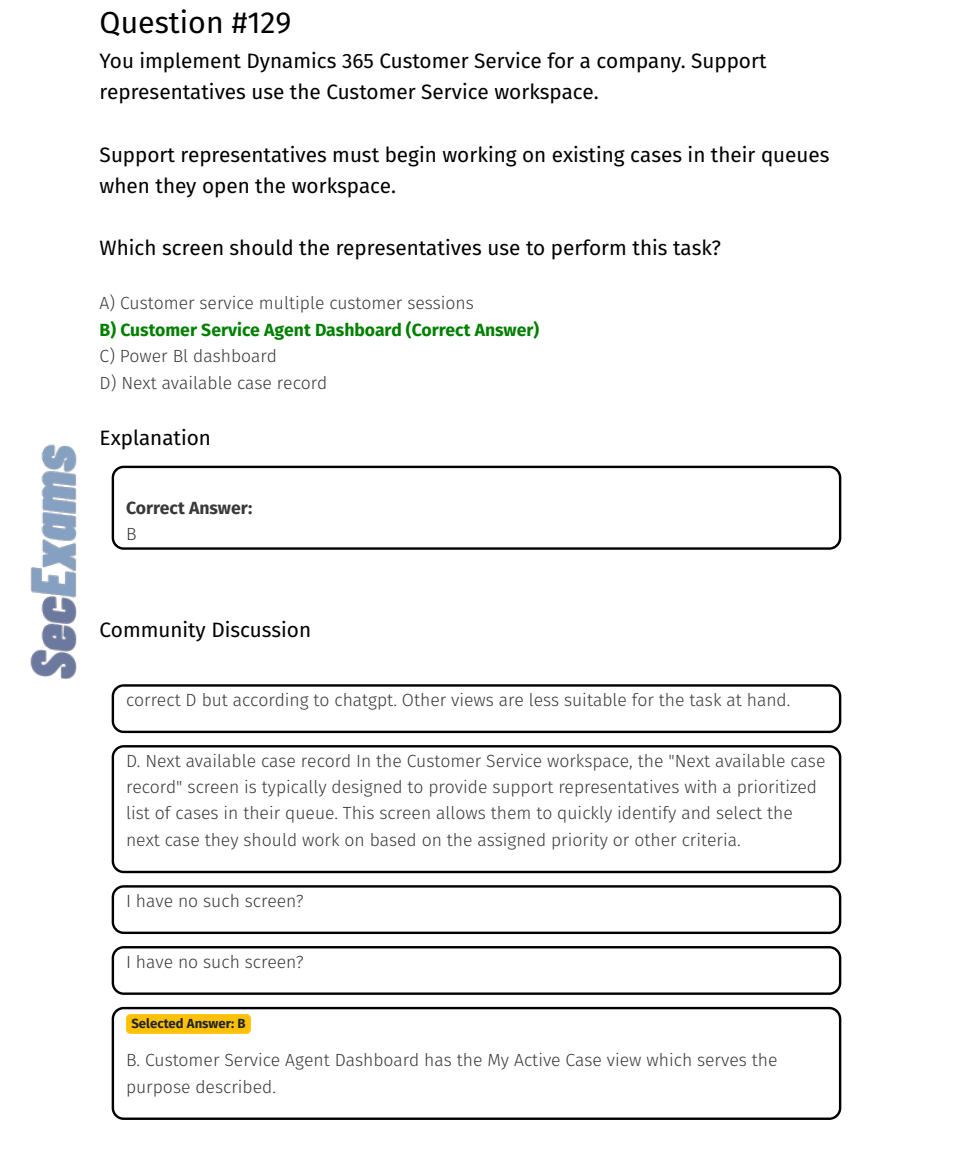 Question #129
You implement Dynamics 365 Customer Service for a company. Support
representatives use the Customer Service workspace.
Support representatives must begin working on existing cases in their queues
when they open the workspace.
Which screen should the representatives use to perform this task?
A) Customer service multiple customer sessions
B) Customer Service Agent Dashboard (Correct Answer)
C) Power Bl dashboard
D) Next available case record
Explanation
Correct Answer:
B
SecExams
Community Discussion
correct D but according to chatgpt. Other views are less suitable for the task at hand.
D. Next available case record In the Customer Service workspace, the "Next available case
record" screen is typically designed to provide support representatives with a prioritized
list of cases in their queue. This screen allows them to quickly identify and select the
next case they should work on based on the assigned priority or other criteria.
I have no such screen?
I have no such screen?
Selected Answer: B
B. Customer Service Agent Dashboard has the My Active Case view which serves the
purpose described.